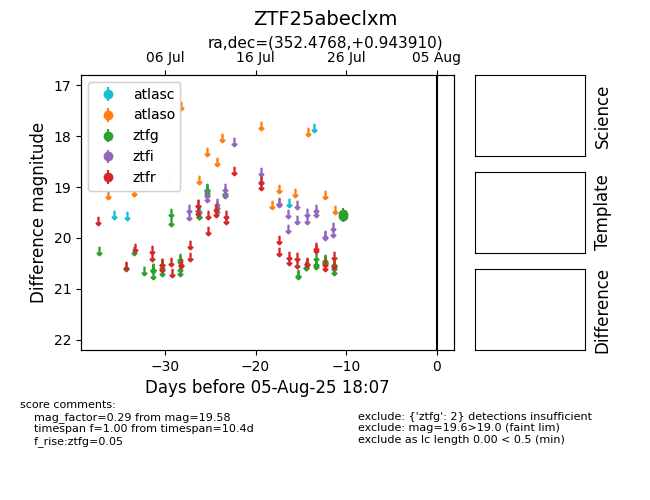 ZTF25abeclxm
ra,dec=(352.4768,+0.943910)
06 Jul
16 Jul
26 Jul
05 Aug
17
18
19
20
21
22
Difference magnitude
atlasc
atlaso
ztfg
ztfi
ztfr
−30
−20
−10
0
Days before 05-Aug-25 18:07
Science
Template
Difference
score comments:
mag_factor=0.29 from mag=19.58
timespan f=1.00 from timespan=10.4d
f_rise:ztfg=0.05
exclude: {'ztfg': 2} detections insufficient
exclude: mag=19.6>19.0 (faint lim)
exclude as lc length 0.00 < 0.5 (min)